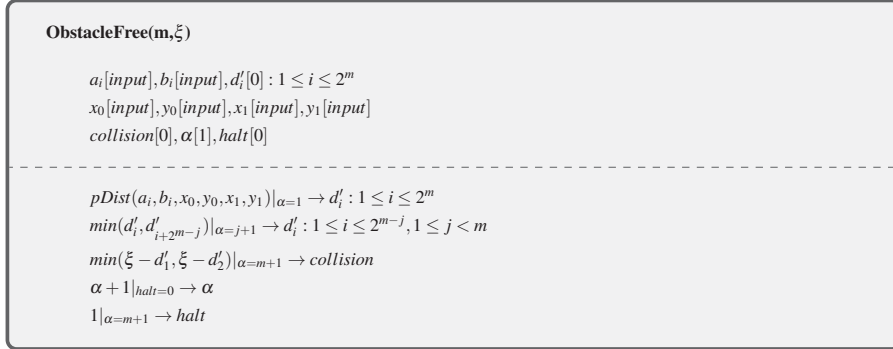 ObstacleFree(m,ξ)
a_i[input], b_i[input], d'_i[0] : 1 ≤ i ≤ 2^m
x_0[input], y_0[input], x_1[input], y_1[input]
collision[0], α[1], halt[0]
pDist(a_i, b_i, x_0, y_0, x_1, y_1)|_{α=1} → d'_i : 1 ≤ i ≤ 2^m
min(d'_i, d'_{i+2^{m−j}})|_{α=j+1} → d'_i : 1 ≤ i ≤ 2^{m−j}, 1 ≤ j < m
min(ξ − d'_1, ξ − d'_2)|_{α=m+1} → collision
α + 1|_{halt=0} → α
1|_{α=m+1} → halt